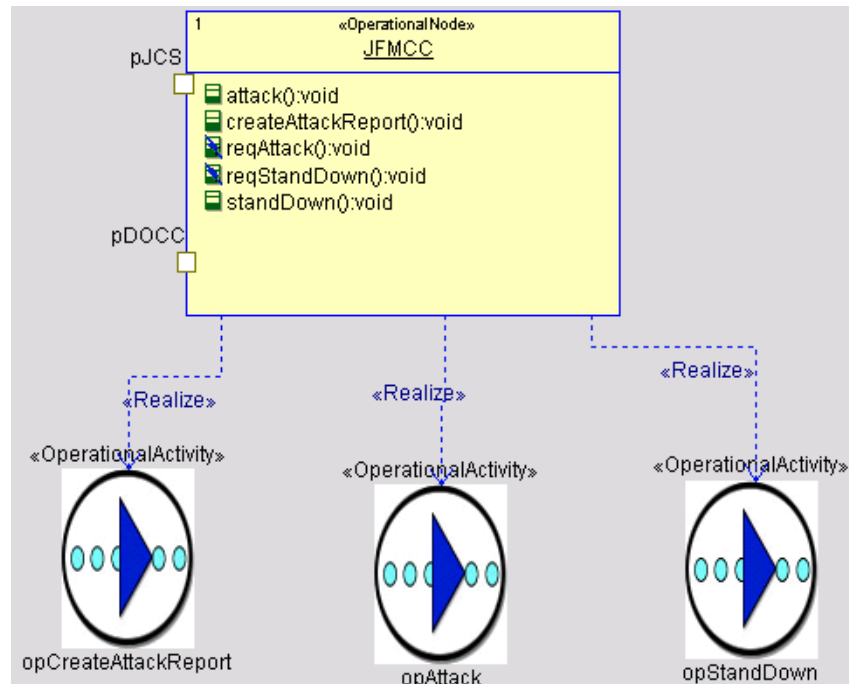 1
«OperationalNode»
JFMCC
pJCS
attack():void
createAttackReport():void
reqAttack():void
reqStandDown():void
standDown():void
pDOCC
«Realize»
«Realize»
«Realize»
«OperationalActivity»
«OperationalActivity»
«OperationalActivity»
opCreateAttackReport
opAttack
opStandDown